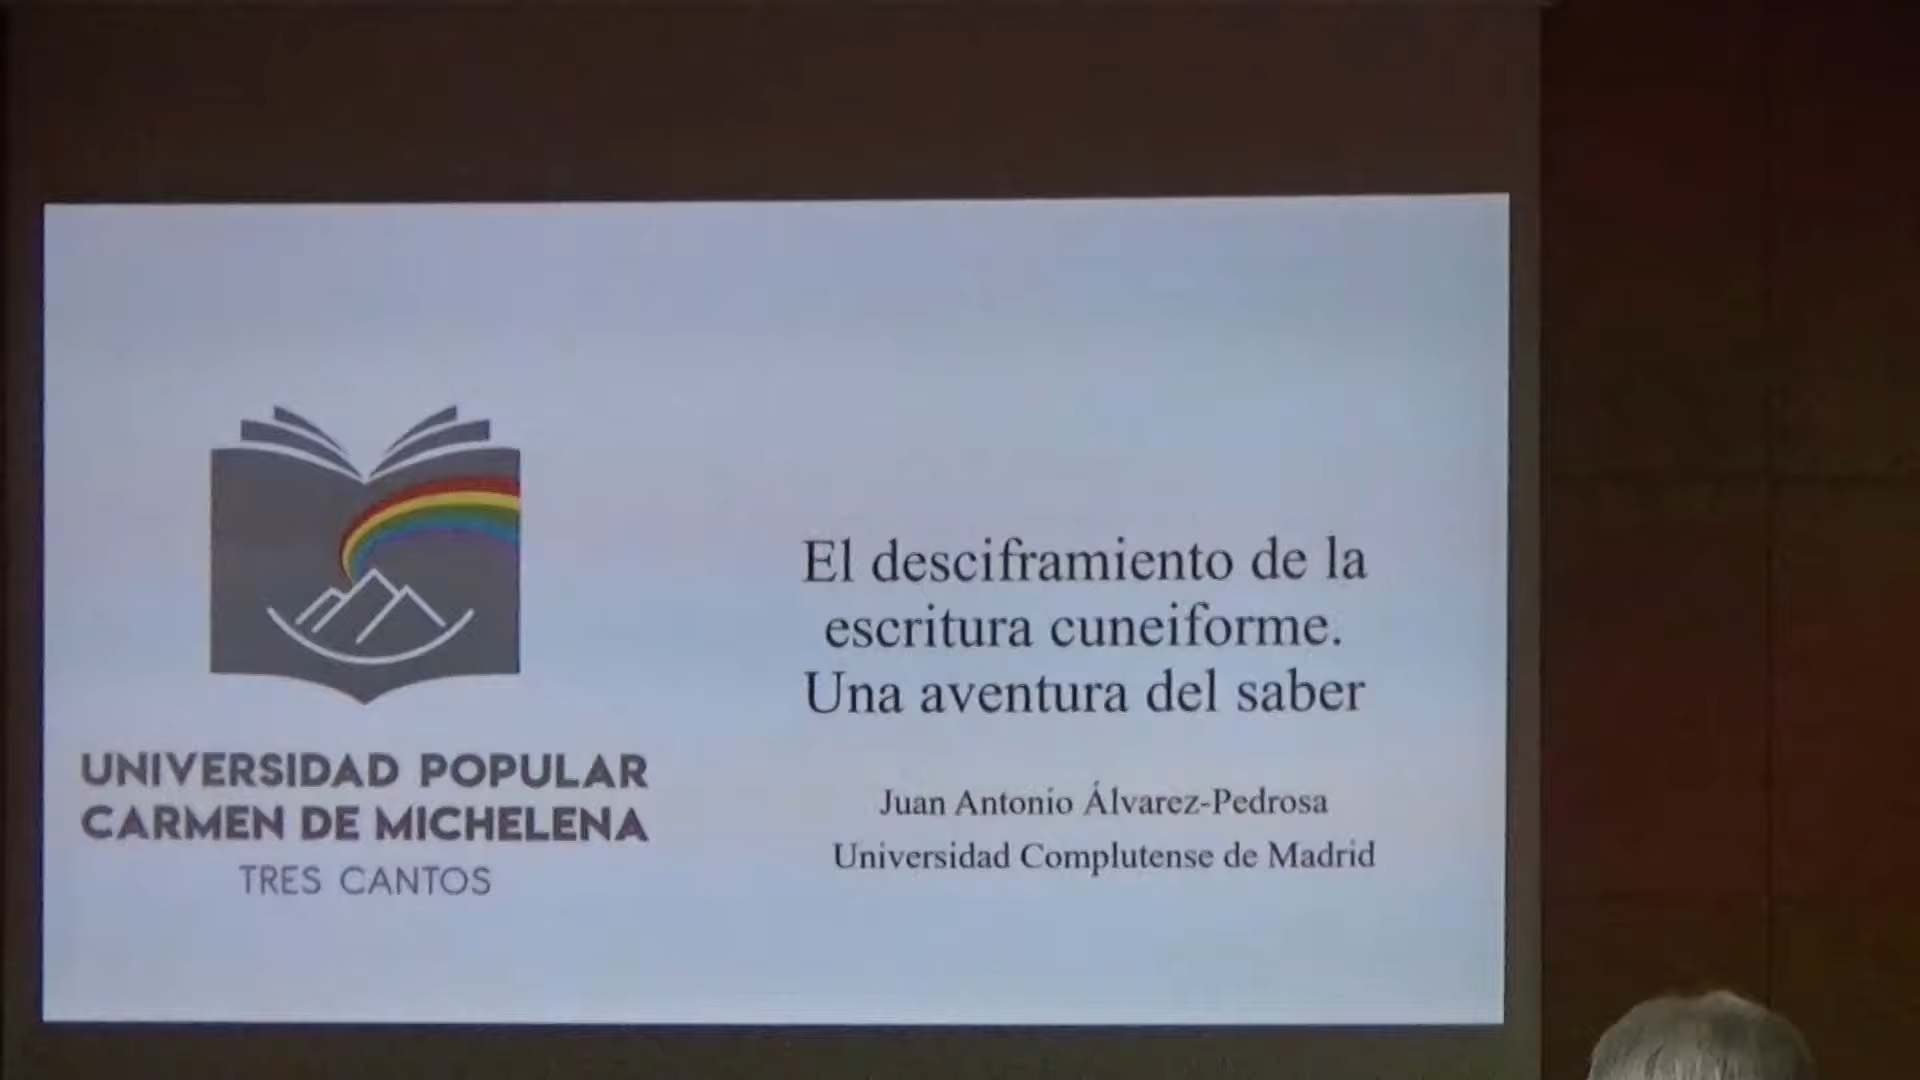 UNIVERSIDAD POPULAR
CARMEN DE MICHELENA
TRES CANTOS
El desciframiento de la
escritura cuneiforme.
Una aventura del saber
Juan Antonio Álvarez-Pedrosa
Universidad Complutense de Madrid